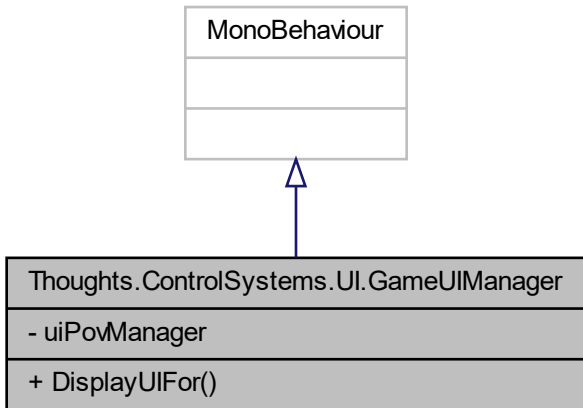 MonoBehaviour
Thoughts.ControlSystems.UI.GameUIManager
- uiPovManager
+ DisplayUIFor()